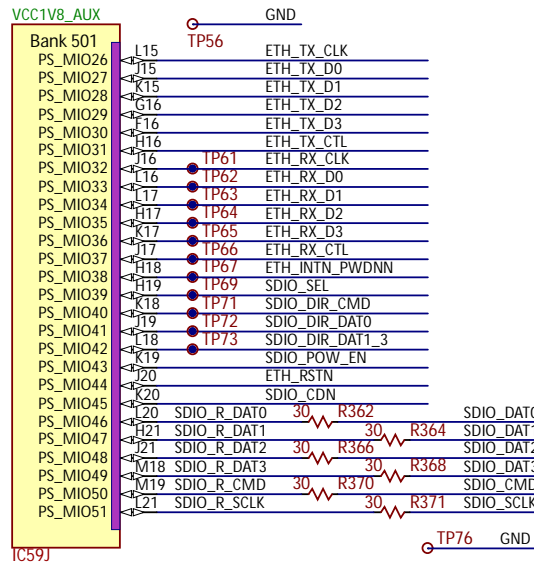 VCC1V8_AUX GND
TP56
Bank 501
PS_MIO26 L15 ETH_TX_CLK
PS_MIO27 J15 ETH_TX_D0
PS_MIO28 K15 ETH_TX_D1
PS_MIO29 G16 ETH_TX_D2
PS_MIO30 F16 ETH_TX_D3
PS_MIO31 H16 ETH_TX_CTL
PS_MIO32 J16 TP61 ETH_RX_CLK
PS_MIO33 L16 TP62 ETH_RX_D0
PS_MIO34 L17 TP63 ETH_RX_D1
PS_MIO35 H17 TP64 ETH_RX_D2
PS_MIO36 K17 TP65 ETH_RX_D3
PS_MIO37 J17 TP66 ETH_RX_CTL
PS_MIO38 H18 TP67 ETH_INTN_PWDNN
PS_MIO39 H19 TP69 SDIO_SEL
PS_MIO40 K18 TP71 SDIO_DIR_CMD
PS_MIO41 J19 TP72 SDIO_DIR_DAT0
PS_MIO42 L18 TP73 SDIO_DIR_DAT1_3
PS_MIO43 K19 SDIO_POW_EN
PS_MIO44 J20 ETH_RSTN
PS_MIO45 K20 SDIO_CDN
PS_MIO46 L20 SDIO_R_DAT0 30 R362 SDIO_DAT0
PS_MIO47 H21 SDIO_R_DAT1 30 R364 SDIO_DAT1
PS_MIO48 J21 SDIO_R_DAT2 30 R366 SDIO_DAT2
PS_MIO49 M18 SDIO_R_DAT3 30 R368 SDIO_DAT3
PS_MIO50 M19 SDIO_R_CMD 30 R370 SDIO_CMD
PS_MIO51 L21 SDIO_R_SCLK 30 R371 SDIO_SCLK
TP76 GND
IC59J